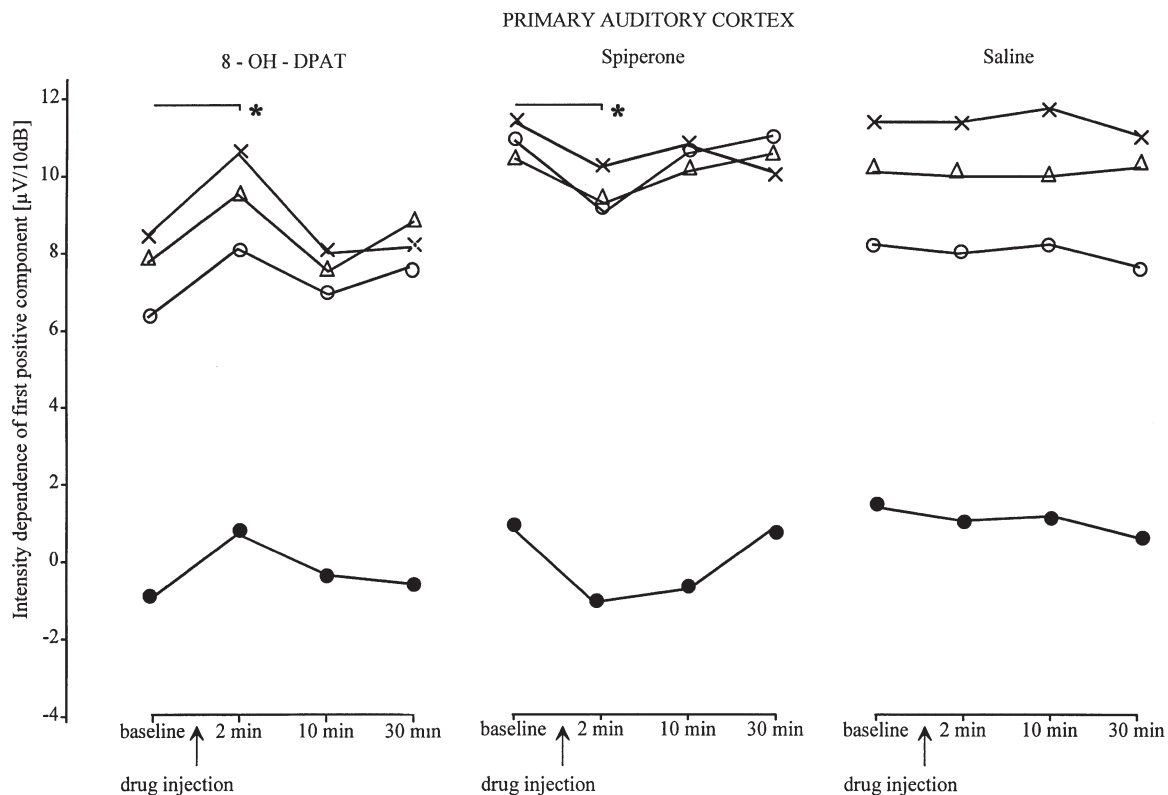 PRIMARY AUDITORY CORTEX
8 - OH - DPAT
Spiperone
Saline
Intensity dependence of first positive component [µV/10dB]
12
10
8
6
4
2
0
-2
-4
*
*
baseline 2 min 10 min 30 min
drug injection
baseline 2 min 10 min 30 min
drug injection
baseline 2 min 10 min 30 min
drug injection